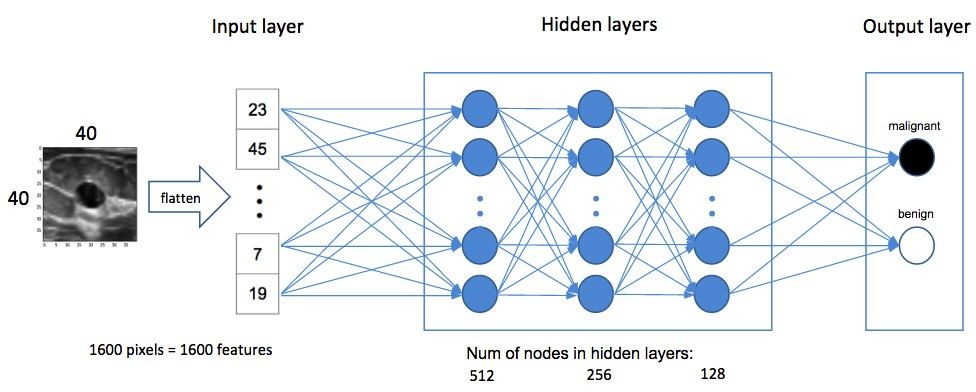 Input layer
Hidden layers
Output layer
40
40
flatten
23
45
7
19
malignant
benign
1600 pixels = 1600 features
Num of nodes in hidden layers:
512
256
128